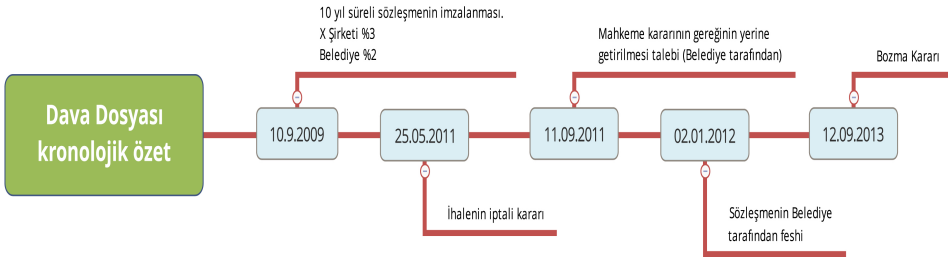 Dava Dosyası
kronolojik özet
10 yıl süreli sözleşmenin imzalanması.
X Şirketi %3
Belediye %2
10.9.2009
25.05.2011
İhalenin iptali kararı
Mahkeme kararının gereğinin yerine
getirilmesi talebi (Belediye tarafından)
11.09.2011
02.01.2012
Sözleşmenin Belediye
tarafından feshi
Bozma Kararı
12.09.2013